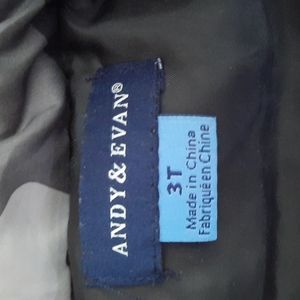 ANDY & EVAN®
3T
Made in China
Fabriqué en Chine